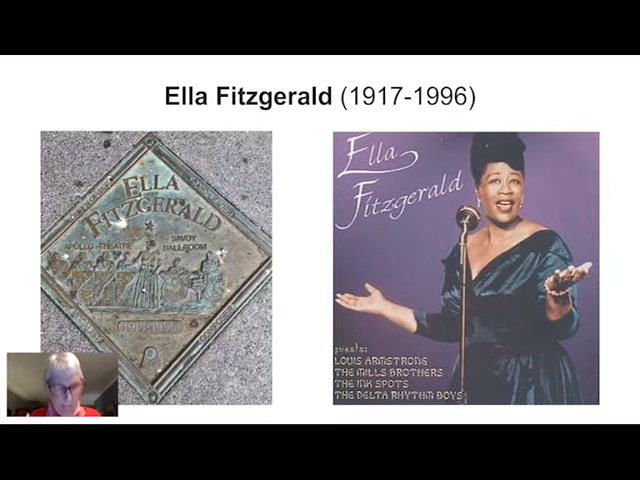 Ella Fitzgerald (1917-1996)
ELLA
FITZGERALD
APOLLO THEATRE
SAVOY
BALLROOM
Ella
Fitzgerald
guests:
LOUIS ARMSTRONG
THE MILLS BROTHERS
THE INK SPOTS
THE DELTA RHYTHM BOYS